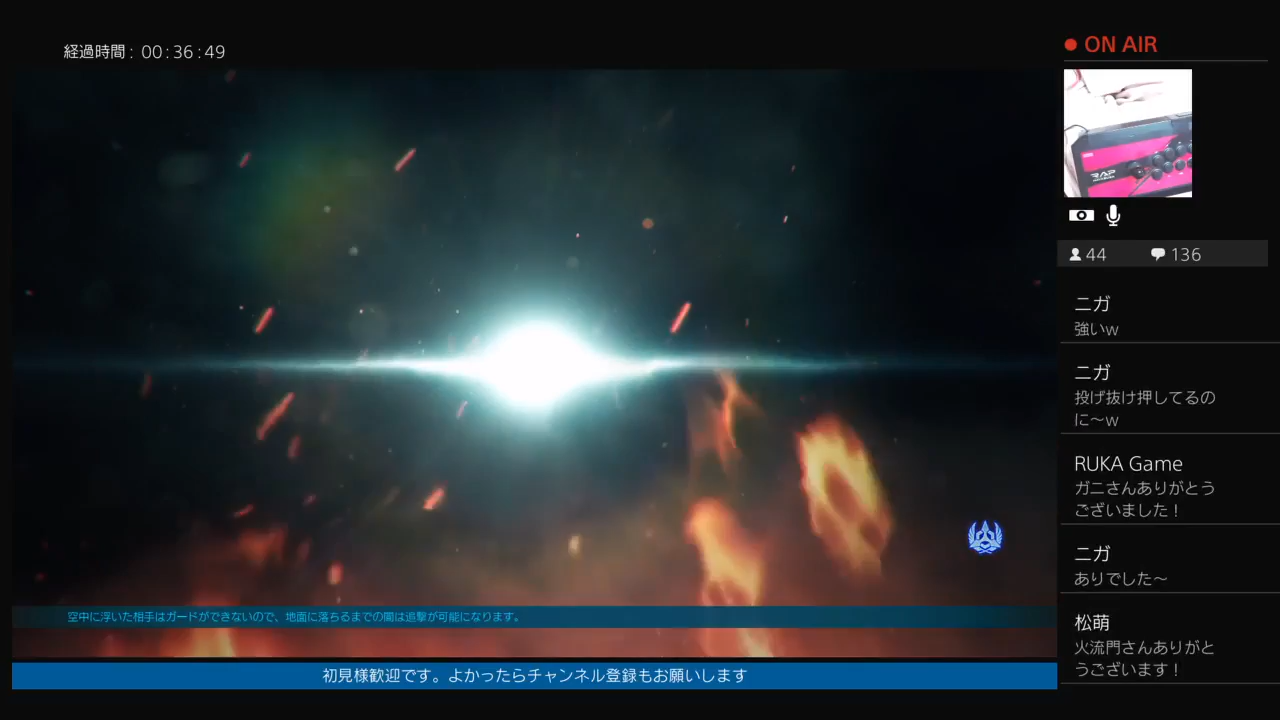 経過時間： 00:36:49
ON AIR
RAP
44
136
ニガ
強いw
ニガ
投げ抜け押してるの
に～w
RUKA Game
ガニさんありがとう
ございました！
ニガ
ありでした～
松萌
火流門さんありがと
うございます！
空中に浮いた相手はガードができないので、地面に落ちるまでの間は追撃が可能になります。
初見様歓迎です。よかったらチャンネル登録もお願いします